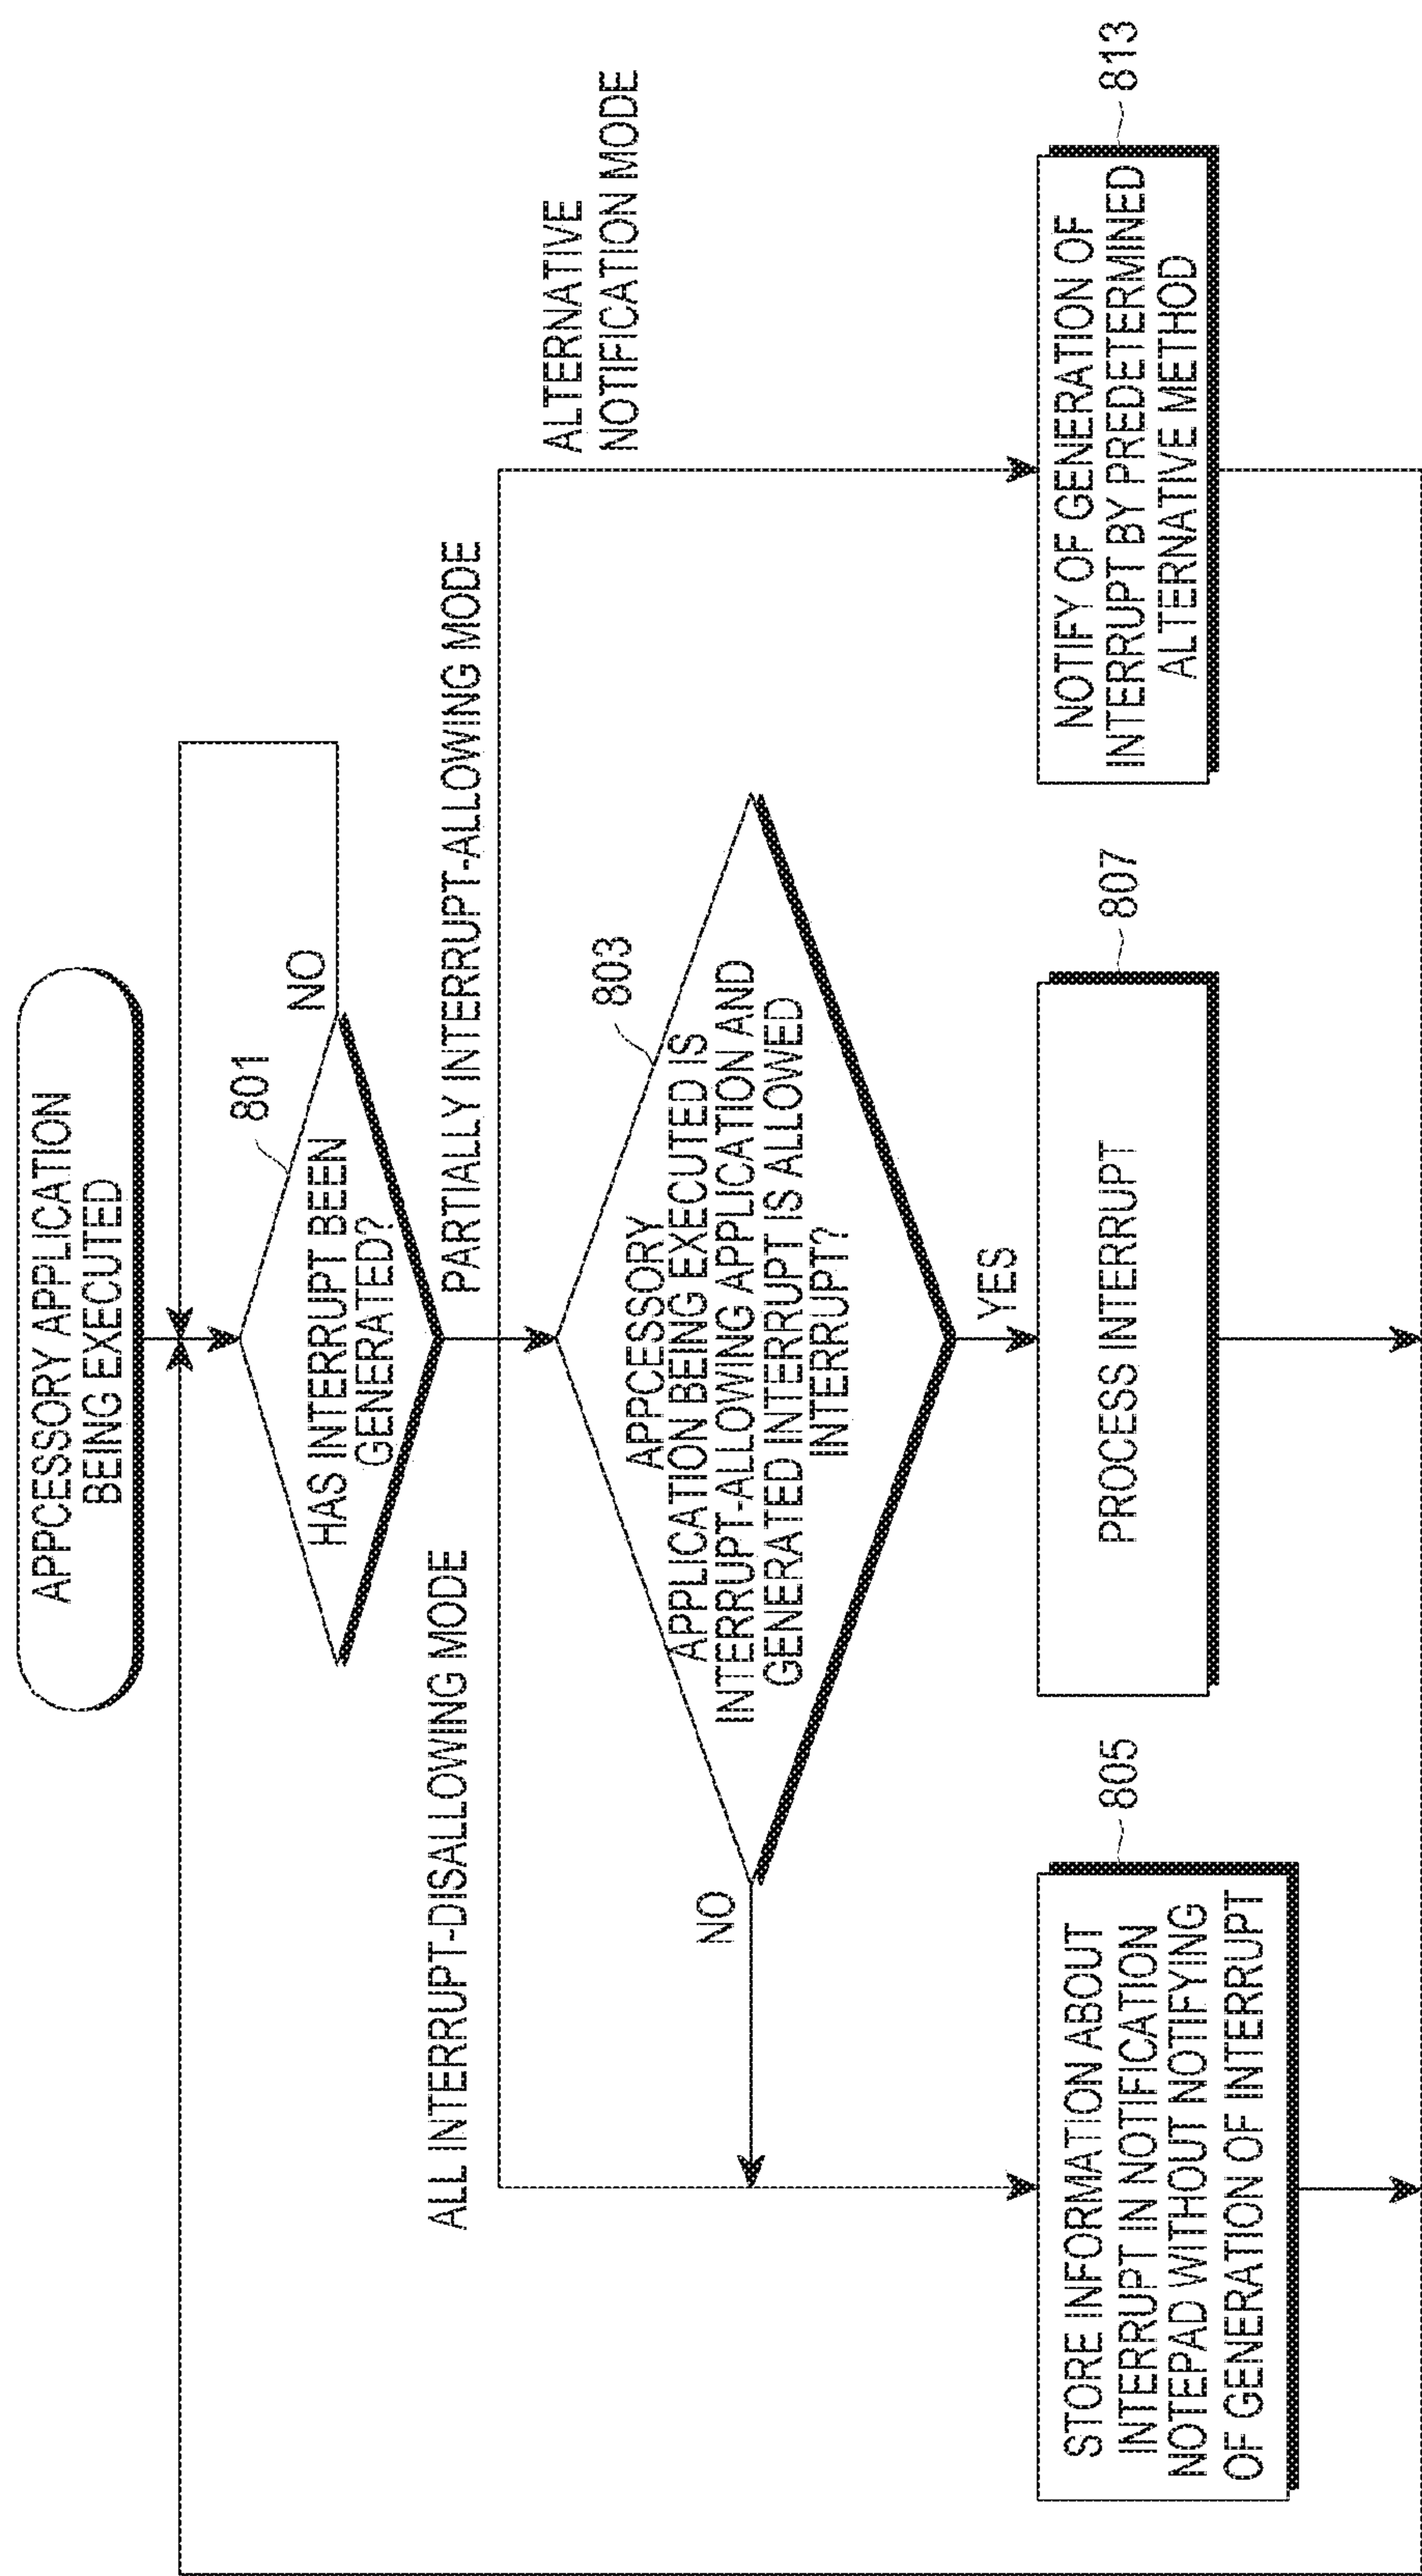 APPCESSORY APPLICATION
BEING EXECUTED
801
HAS INTERRUPT BEEN
GENERATED?
NO
ALL INTERRUPT-DISALLOWING MODE
PARTIALLY INTERRUPT-ALLOWING MODE
ALTERNATIVE
NOTIFICATION MODE
803
APPCESSORY
APPLICATION BEING EXECUTED IS
INTERRUPT-ALLOWING APPLICATION AND
GENERATED INTERRUPT IS ALLOWED
INTERRUPT?
NO
YES
805
STORE INFORMATION ABOUT
INTERRUPT IN NOTIFICATION
NOTEPAD WITHOUT NOTIFYING
OF GENERATION OF INTERRUPT
807
PROCESS INTERRUPT
813
NOTIFY OF GENERATION OF
INTERRUPT BY PREDETERMINED
ALTERNATIVE METHOD